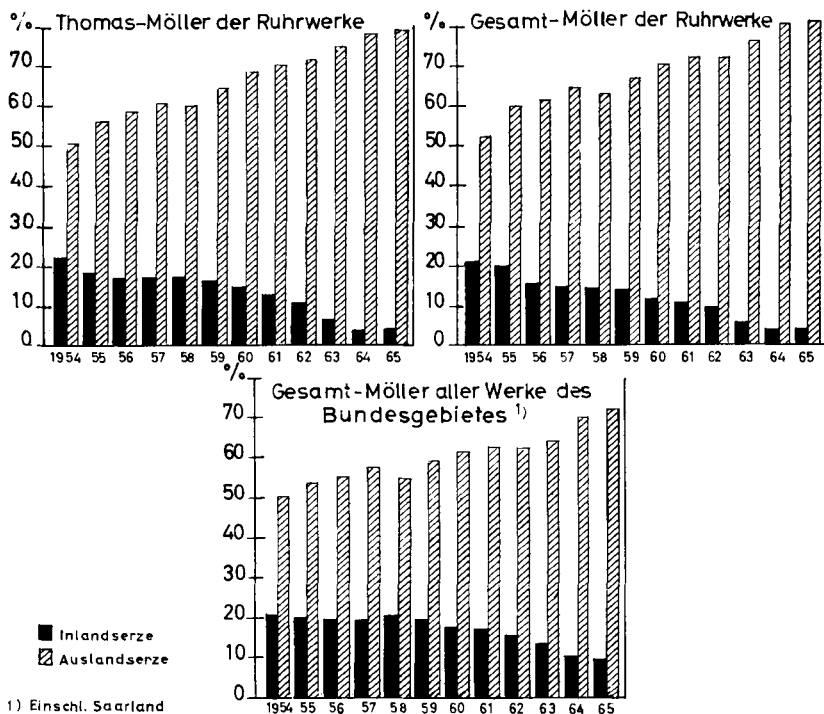 % Thomas-Möller der Ruhrwerke
70
60
50
40
30
20
10
0
1954 55 56 57 58 59 60 61 62 63 64 65
% Gesamt-Möller der Ruhrwerke
70
60
50
40
30
20
10
0
1954 55 56 57 58 59 60 61 62 63 64 65
% Gesamt-Möller aller Werke des
Bundesgebietes 1)
70
60
50
40
30
20
10
0
1954 55 56 57 58 59 60 61 62 63 64 65
Inlandserze
Auslandserze
1) Einschl. Saarland